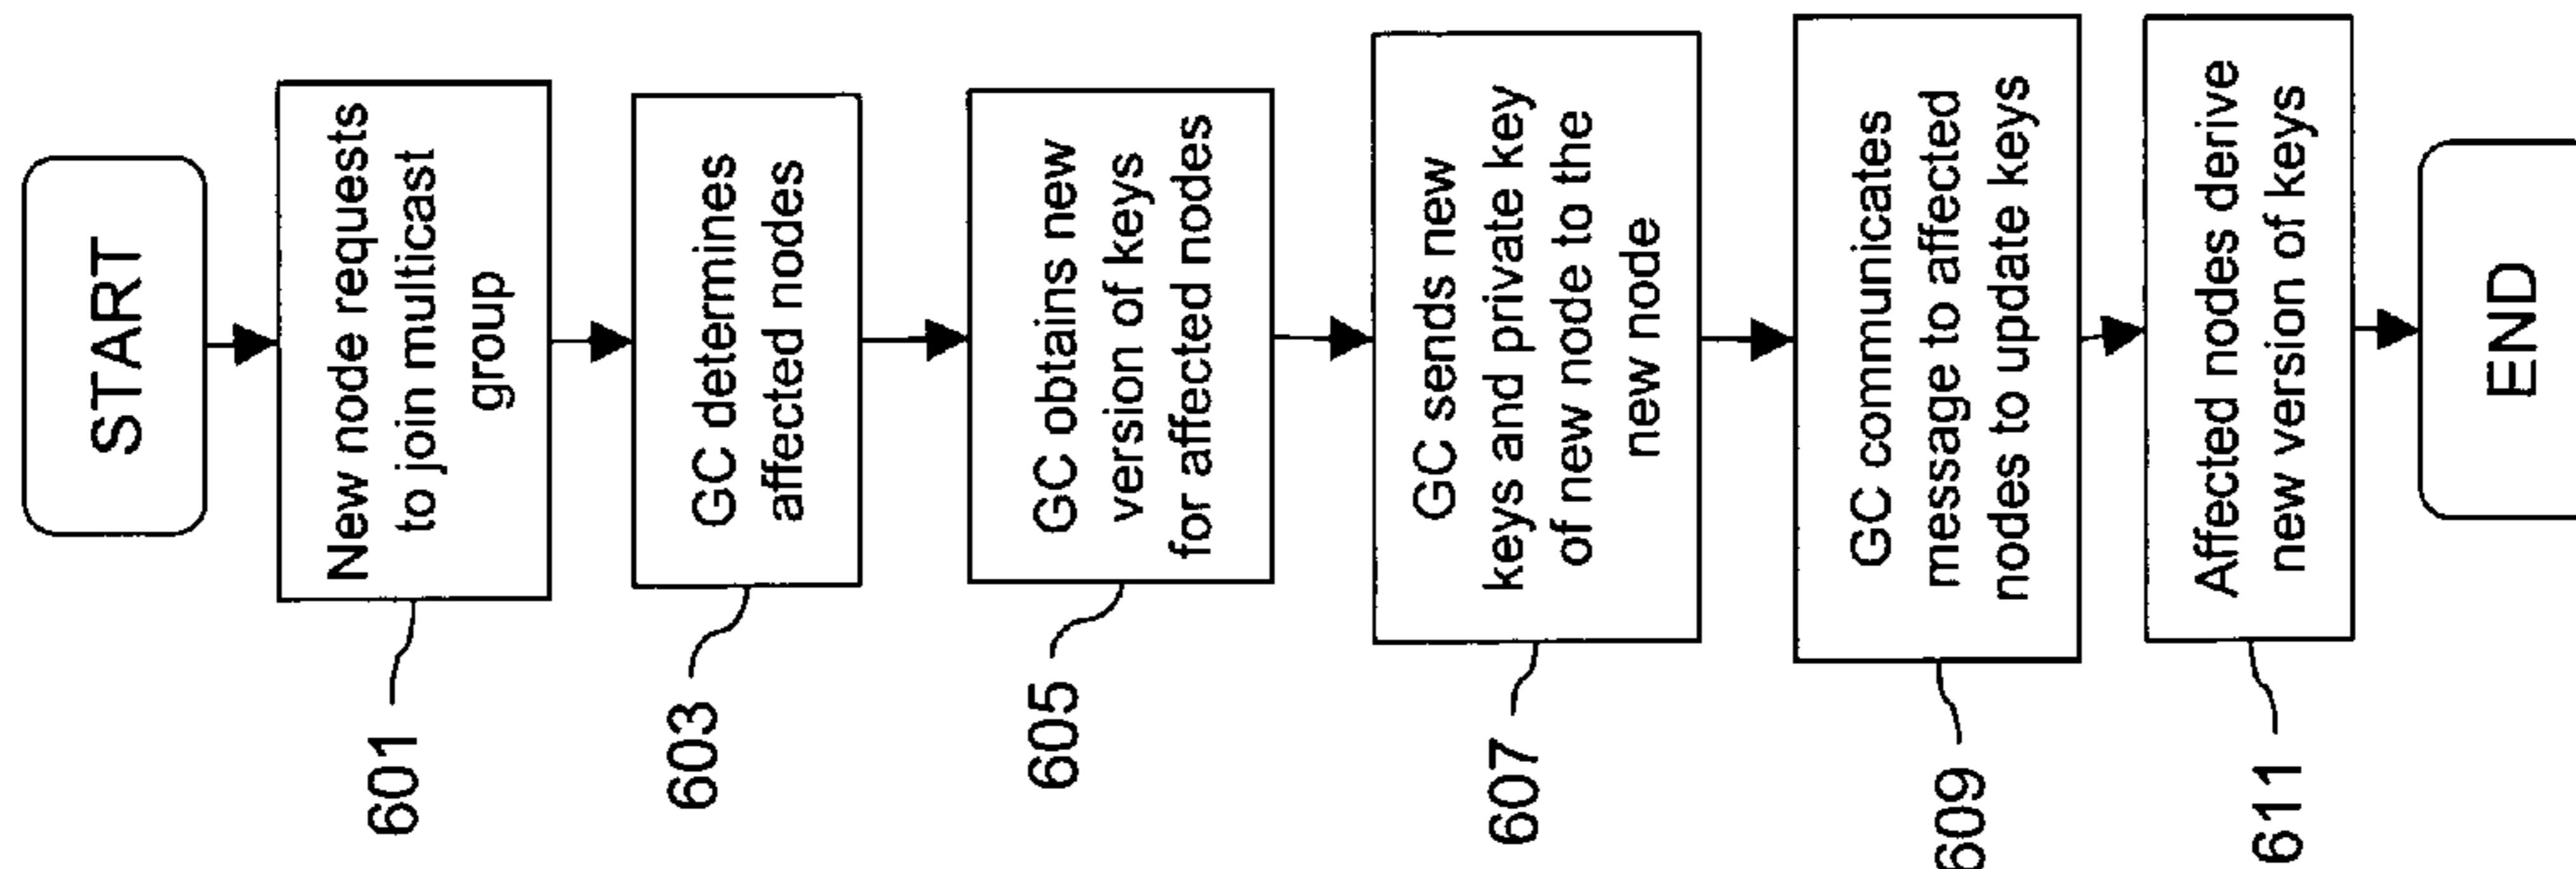 START
New node requests
to join multicast
group
601
GC determines
affected nodes
603
GC obtains new
version of keys
for affected nodes
605
GC sends new
keys and private key
of new node to the
new node
607
GC communicates
message to affected
nodes to update keys
609
Affected nodes derive
new version of keys
611
END